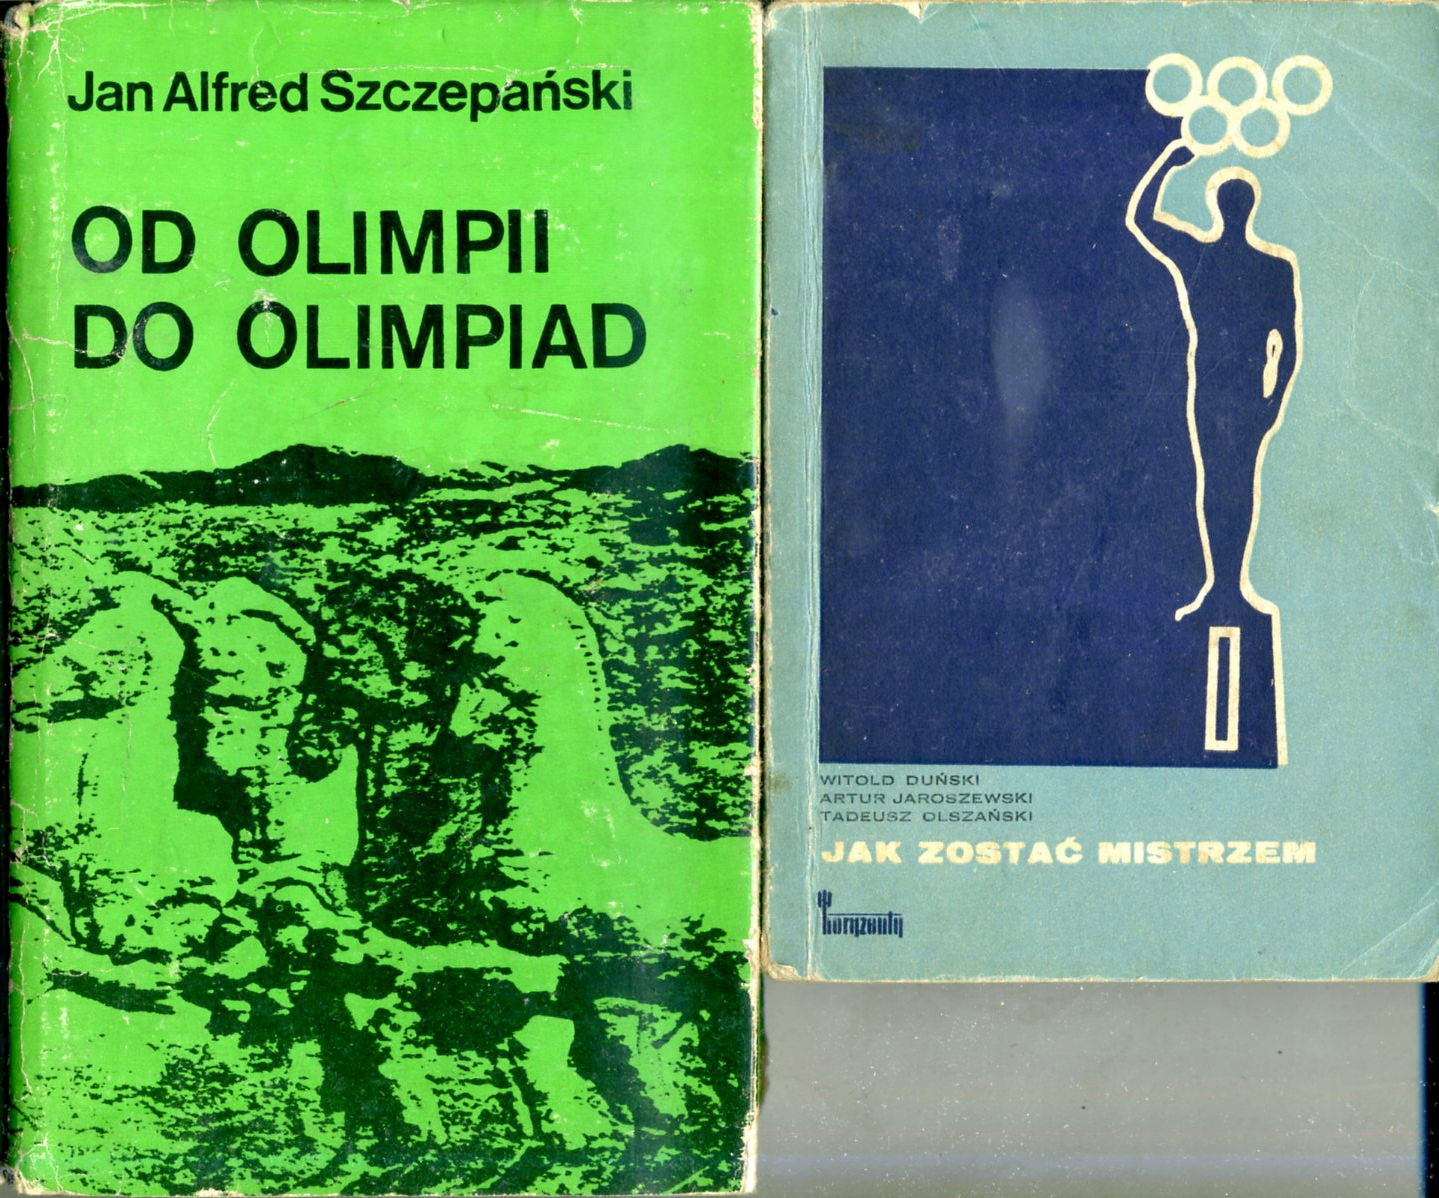 Jan Alfred Szczepański
OD OLIMPII
DO OLIMPIAD
WITOLD DUŃSKI
ARTUR JAROSZEWSKI
TADEUSZ OLSZAŃSKI
JAK ZOSTAĆ MISTRZEM
horyzonty